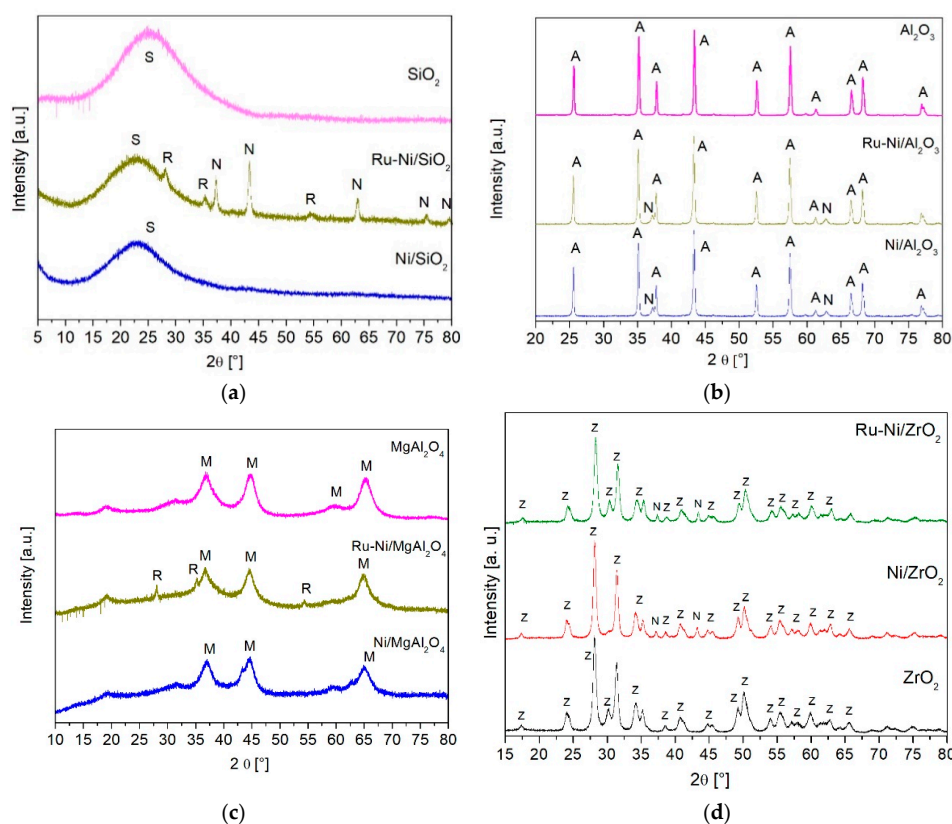 Intensity [a.u.]
S
SiO₂
S
R
R
N
N
R
N
N
N
Ru-Ni/SiO₂
S
Ni/SiO₂
5 10 15 20 25 30 35 40 45 50 55 60 65 70 75 80
2θ [°]
(a)
Intensity [a.u.]
A A A A A A A A A A
Al₂O₃
A A N A A A A A N A A
Ru-Ni/Al₂O₃
A A N A A A A A N A A A
Ni/Al₂O₃
20 25 30 35 40 45 50 55 60 65 70 75 80
2 θ [°]
(b)
Intensity [a.u.]
M M M M
MgAl₂O₄
R R M M R M
Ru-Ni/MgAl₂O₄
M M M
Ni/MgAl₂O₄
10 15 20 25 30 35 40 45 50 55 60 65 70 75 80
2 θ [°]
(c)
Intensity [a. u.]
Z Z Z Z Z Z N Z Z N Z Z Z Z Z Z Z Z Z
Ru-Ni/ZrO₂
Z Z Z Z Z N Z Z N Z Z Z Z Z Z Z Z Z Z
Ni/ZrO₂
Z Z Z Z Z Z Z Z Z Z Z Z Z Z Z Z Z Z
ZrO₂
15 20 25 30 35 40 45 50 55 60 65 70 75 80
2θ [°]
(d)